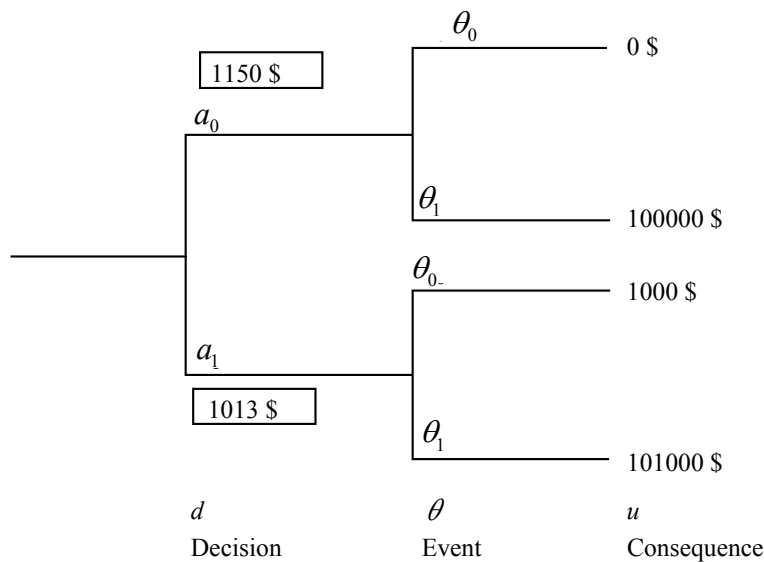 θ₀
0 $
1150 $
a₀
θ₁
100000 $
θ₀
1000 $
a₁
1013 $
θ₁
101000 $
d θ u
Decision Event Consequence